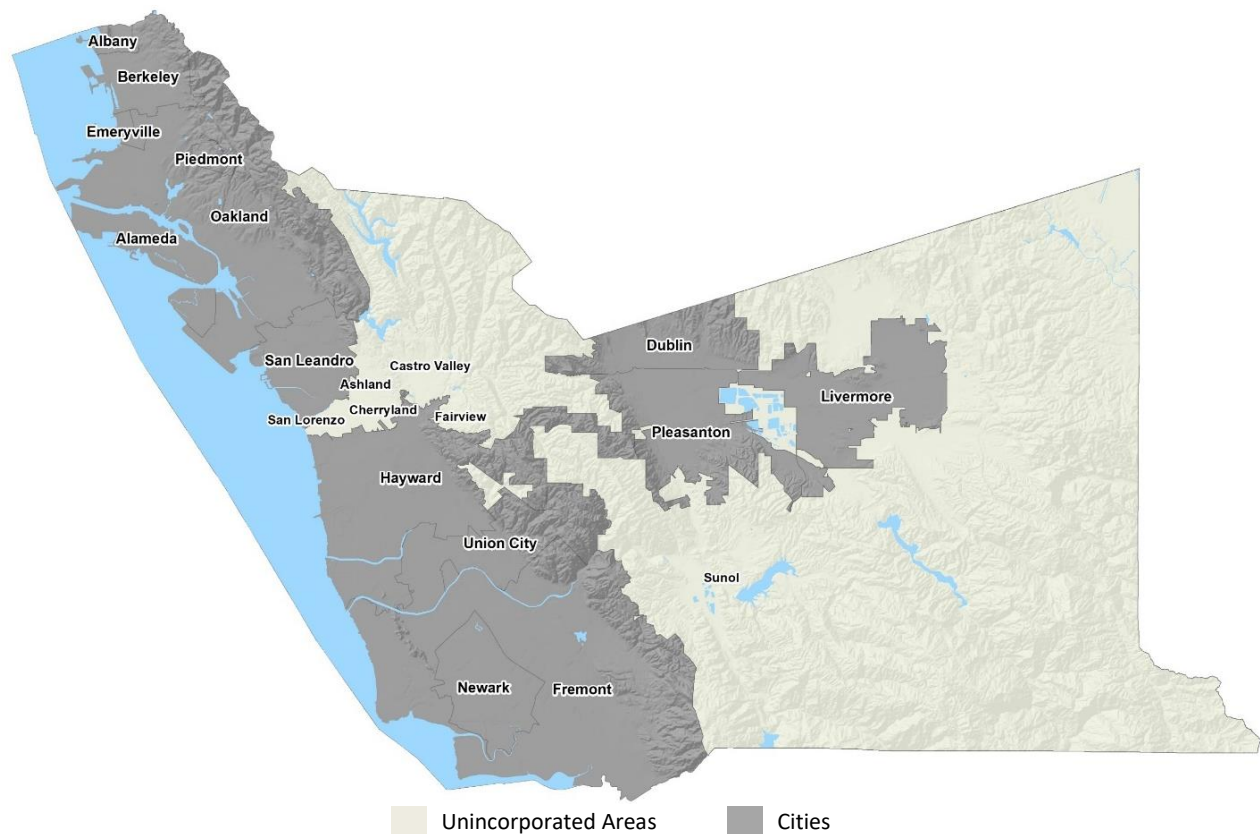 Albany
Berkeley
Emeryville
Piedmont
Oakland
Alameda
San Leandro
Castro Valley
Ashland
Cherryland
San Lorenzo
Fairview
Dublin
Livermore
Pleasanton
Hayward
Union City
Sunol
Newark
Fremont
Unincorporated Areas
Cities